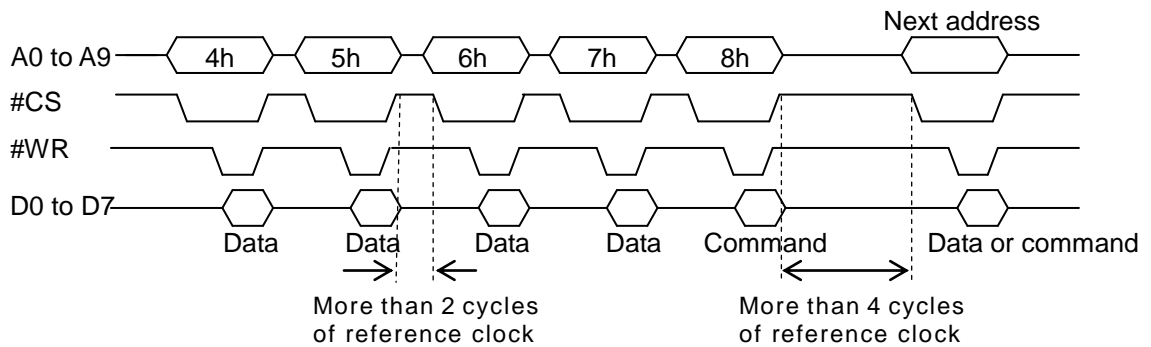 Next address
A0 to A9
4h
5h
6h
7h
8h
#CS
#WR
D0 to D7
Data
Data
Data
Data
Command
Data or command
More than 2 cycles
of reference clock
More than 4 cycles
of reference clock